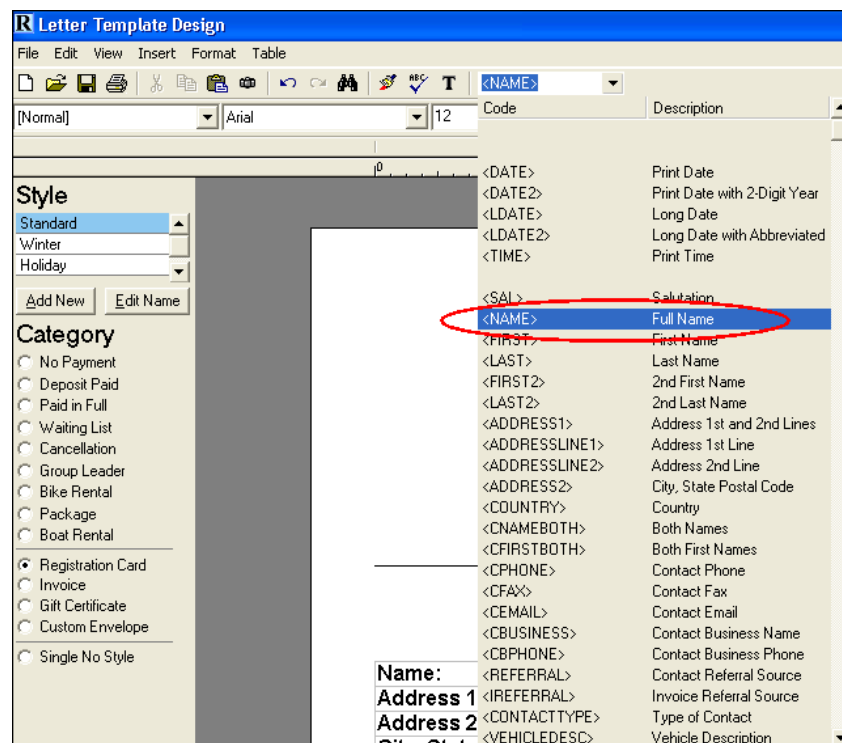 R Letter Template Design
File Edit View Insert Format Table
ABC T <NAME>
[Normal] Arial 12
Code Description
0
<DATE> Print Date
<DATE2> Print Date with 2-Digit Year
<LDATE> Long Date
<LDATE2> Long Date with Abbreviated
<TIME> Print Time
<SAL> Salutation
<NAME> Full Name
<FIRST> First Name
<LAST> Last Name
<FIRST2> 2nd First Name
<LAST2> 2nd Last Name
<ADDRESS1> Address 1st and 2nd Lines
<ADDRESSLINE1> Address 1st Line
<ADDRESSLINE2> Address 2nd Line
<ADDRESS2> City, State Postal Code
<COUNTRY> Country
<CNAMEBOTH> Both Names
<CFIRSTBOTH> Both First Names
<CPHONE> Contact Phone
<CFAX> Contact Fax
<CEMAIL> Contact Email
<CBUSINESS> Contact Business Name
<CBPHONE> Contact Business Phone
<REFERRAL> Contact Referral Source
<IREFERRAL> Invoice Referral Source
<CONTACTTYPE> Type of Contact
<VEHICLEDESC> Vehicle Description
Style
Standard
Winter
Holiday
Add New Edit Name
Category
No Payment
Deposit Paid
Paid in Full
Waiting List
Cancellation
Group Leader
Bike Rental
Package
Boat Rental
Registration Card
Invoice
Gift Certificate
Custom Envelope
Single No Style
Name:
Address 1
Address 2